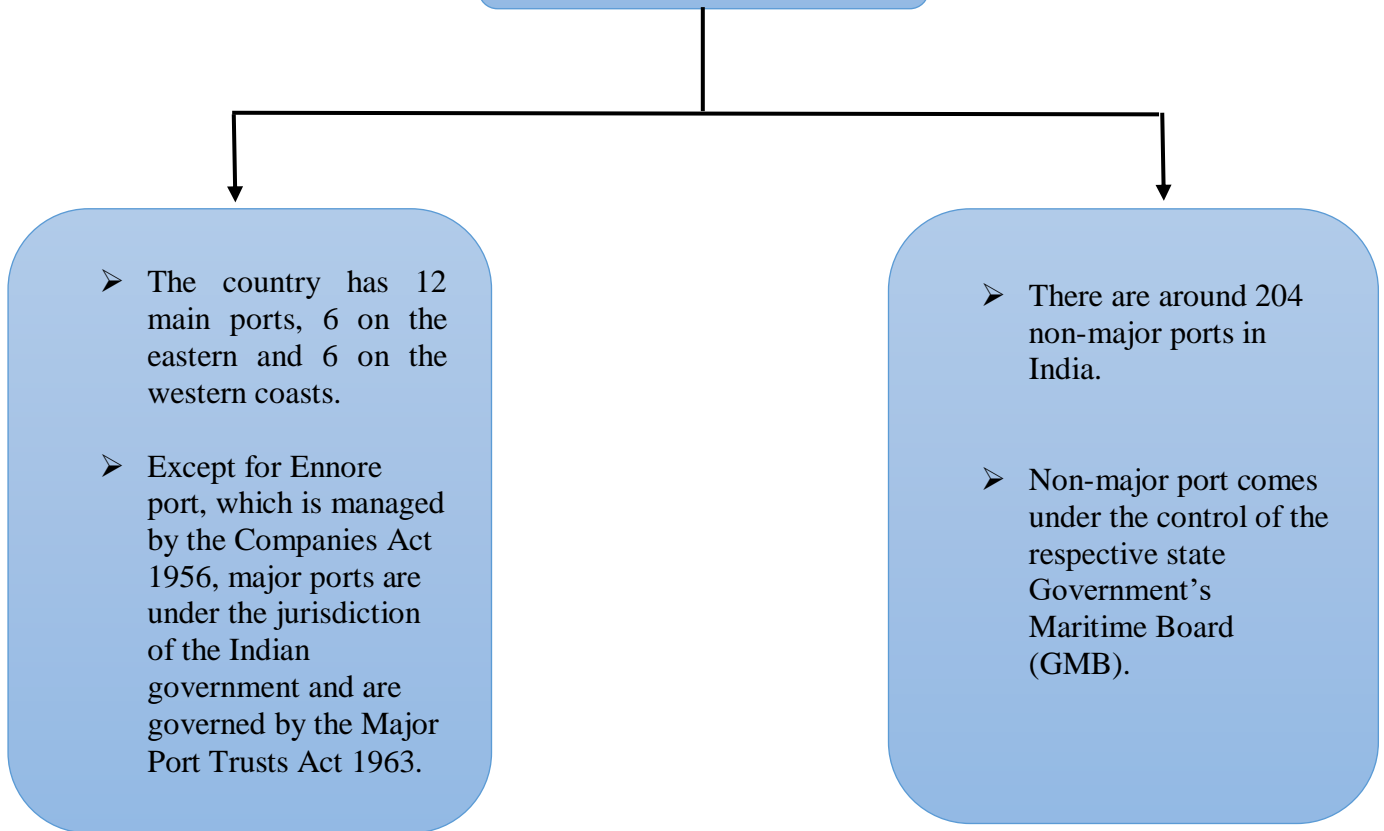 ➢ The country has 12
main ports, 6 on the
eastern and 6 on the
western coasts.
➢ Except for Ennore
port, which is managed
by the Companies Act
1956, major ports are
under the jurisdiction
of the Indian
government and are
governed by the Major
Port Trusts Act 1963.
➢ There are around 204
non-major ports in
India.
➢ Non-major port comes
under the control of the
respective state
Government’s
Maritime Board
(GMB).